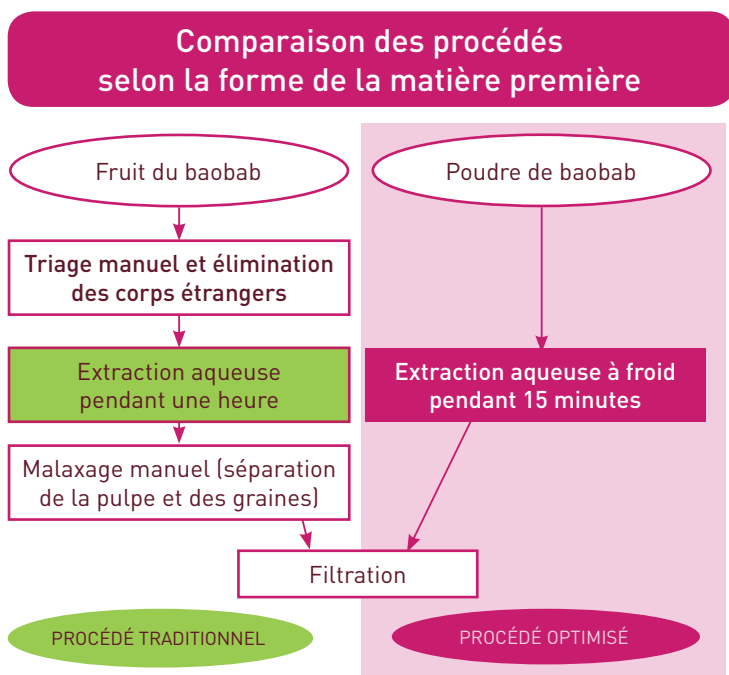 Comparaison des procédés
selon la forme de la matière première
Fruit du baobab
Poudre de baobab
Triage manuel et élimination
des corps étrangers
Extraction aqueuse
pendant une heure
Extraction aqueuse à froid
pendant 15 minutes
Malaxage manuel (séparation
de la pulpe et des graines)
Filtration
PROCÉDÉ TRADITIONNEL
PROCÉDÉ OPTIMISÉ